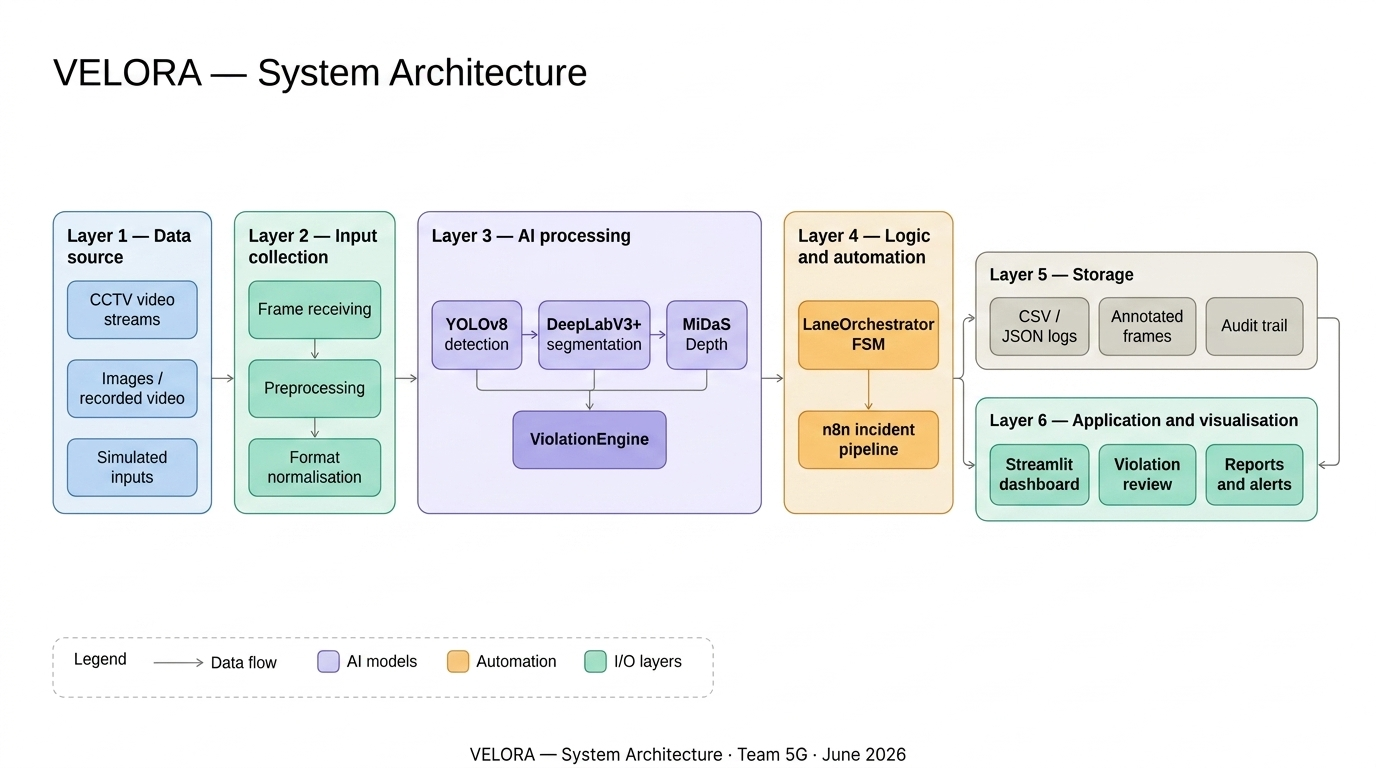 VELORA — System Architecture
Layer 1 — Data
source
CCTV video
streams
Images /
recorded video
Simulated
inputs
Layer 2 — Input
collection
Frame receiving
Preprocessing
Format
normalisation
Layer 3 — AI processing
YOLOv8
detection
DeepLabV3+
segmentation
MiDaS
Depth
ViolationEngine
Layer 4 — Logic
and automation
LaneOrchestrator
FSM
n8n incident
pipeline
Layer 5 — Storage
CSV /
JSON logs
Annotated
frames
Audit trail
Layer 6 — Application and visualisation
Streamlit
dashboard
Violation
review
Reports
and alerts
Legend
Data flow
AI models
Automation
I/O layers
VELORA — System Architecture · Team 5G · June 2026